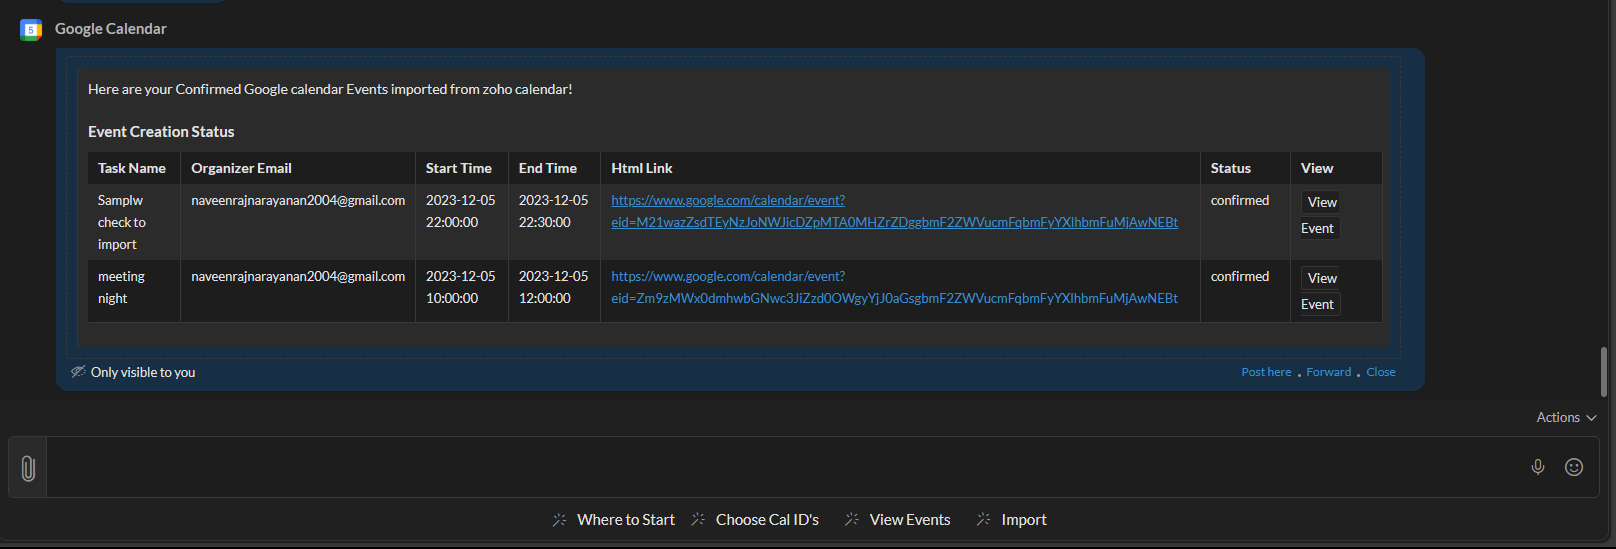 5
Google Calendar
Here are your Confirmed Google calendar Events imported from zoho calendar!
Event Creation Status
Task Name Organizer Email Start Time End Time Html Link Status View
Samplw naveenrajnarayanan2004@gmail.com 2023-12-05 2023-12-05 https://www.google.com/calendar/event? confirmed View
check to 22:00:00 22:30:00 eid=M21wazZsdTEyNzJoNWJicDZpMTA0MHZrZDggbmF2ZWVucmFqbmFyYXlhbmFuMjAwNEBt Event
import
meeting naveenrajnarayanan2004@gmail.com 2023-12-05 2023-12-05 https://www.google.com/calendar/event? confirmed View
night 10:00:00 12:00:00 eid=Zm9zMWx0dmhwbGNwc3JiZzd0OWgyYjJ0aGsgbmF2ZWVucmFqbmFyYXlhbmFuMjAwNEBt Event
Only visible to you Post here . Forward . Close
Actions
Where to Start Choose Cal ID's View Events Import